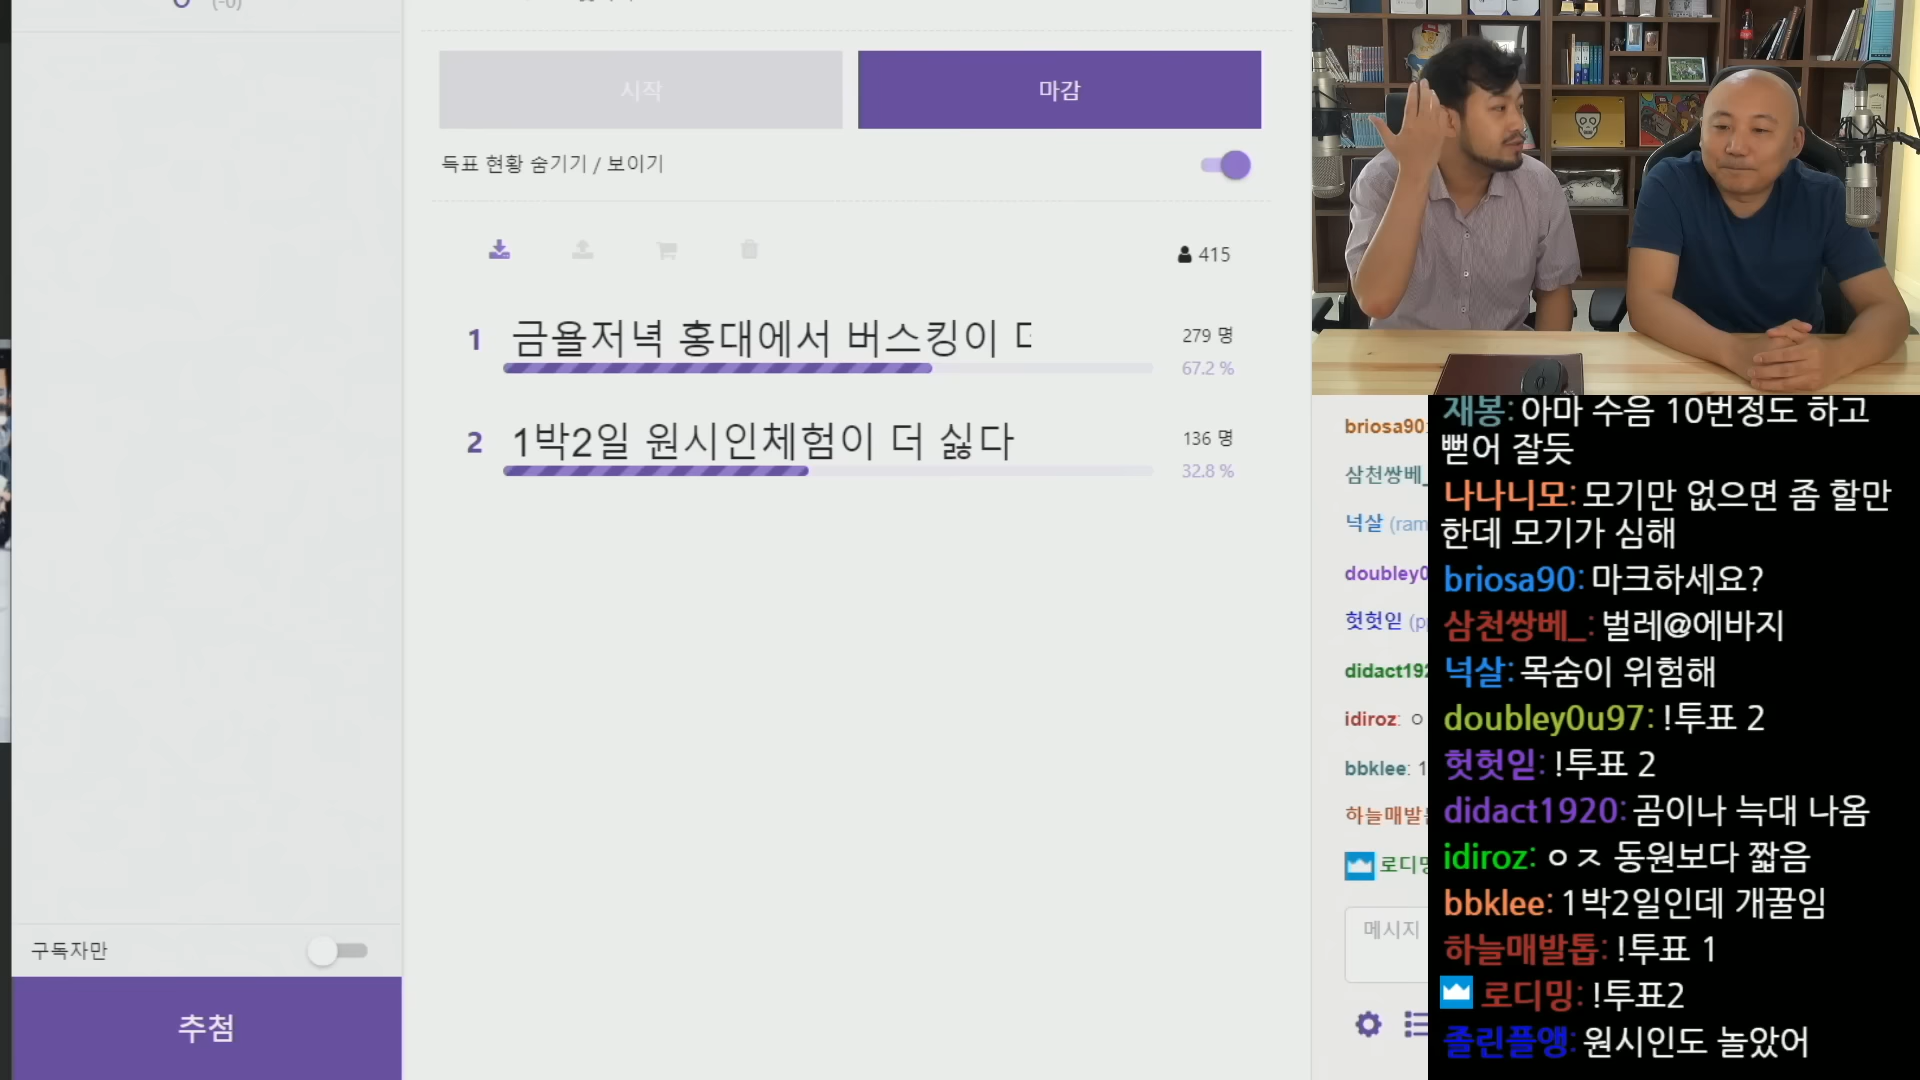 (-0)
시작
마감
득표 현황 숨기기 / 보이기
415
1 금욜저녁 홍대에서 버스킹이 279 명
67.2 %
2 1박2일 원시인체험이 더 싫다 136 명
32.8 %
구독자만
추첨
briosa90:
삼천쌍베_
넉살 (ram
doubley0
헛헛읻 (p
didact192
idiroz: ㅇ
bbklee: 1
하늘매발
로디밍
메시지
재봉: 아마 수음 10번정도 하고
뻗어 잘듯
나나니모: 모기만 없으면 좀 할만
한데 모기가 심해
briosa90: 마크하세요?
삼천쌍베_: 벌레@에바지
넉살: 목숨이 위험해
doubley0u97: !투표 2
헛헛읻: !투표 2
didact1920: 곰이나 늑대 나옴
idiroz: ㅇㅈ 동원보다 짧음
bbklee: 1박2일인데 개꿀임
하늘매발톱: !투표 1
로디밍: !투표2
졸린플앵: 원시인도 놀았어